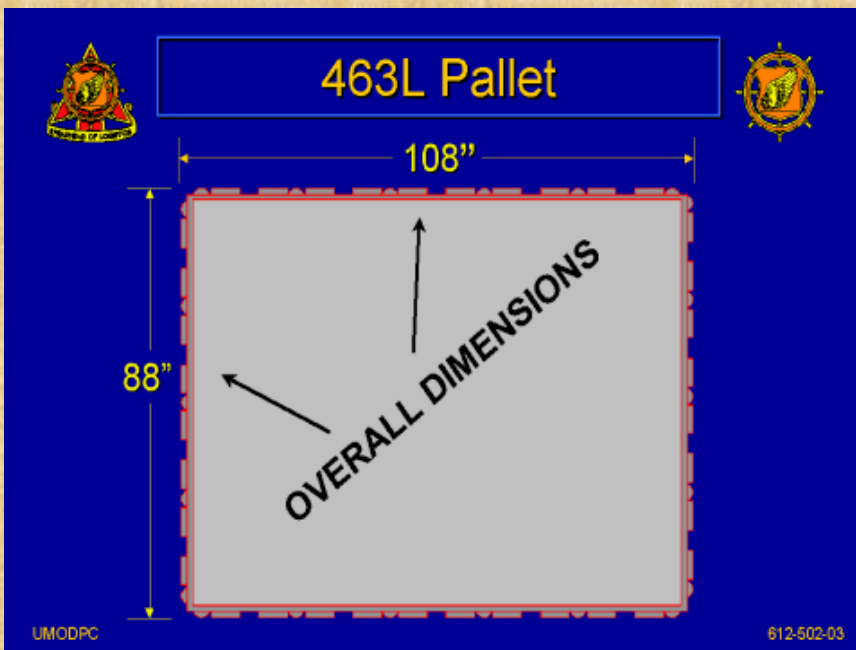 463L Pallet
108”
88”
OVERALL DIMENSIONS
UMODPC
612-502-03